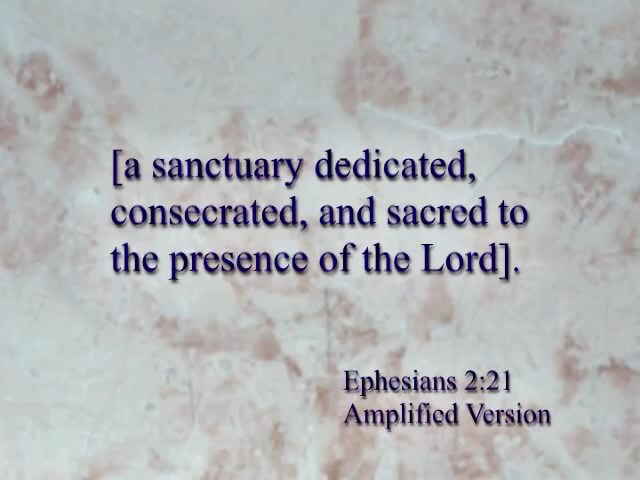 [a sanctuary dedicated,
consecrated, and sacred to
the presence of the Lord].
Ephesians 2:21
Amplified Version